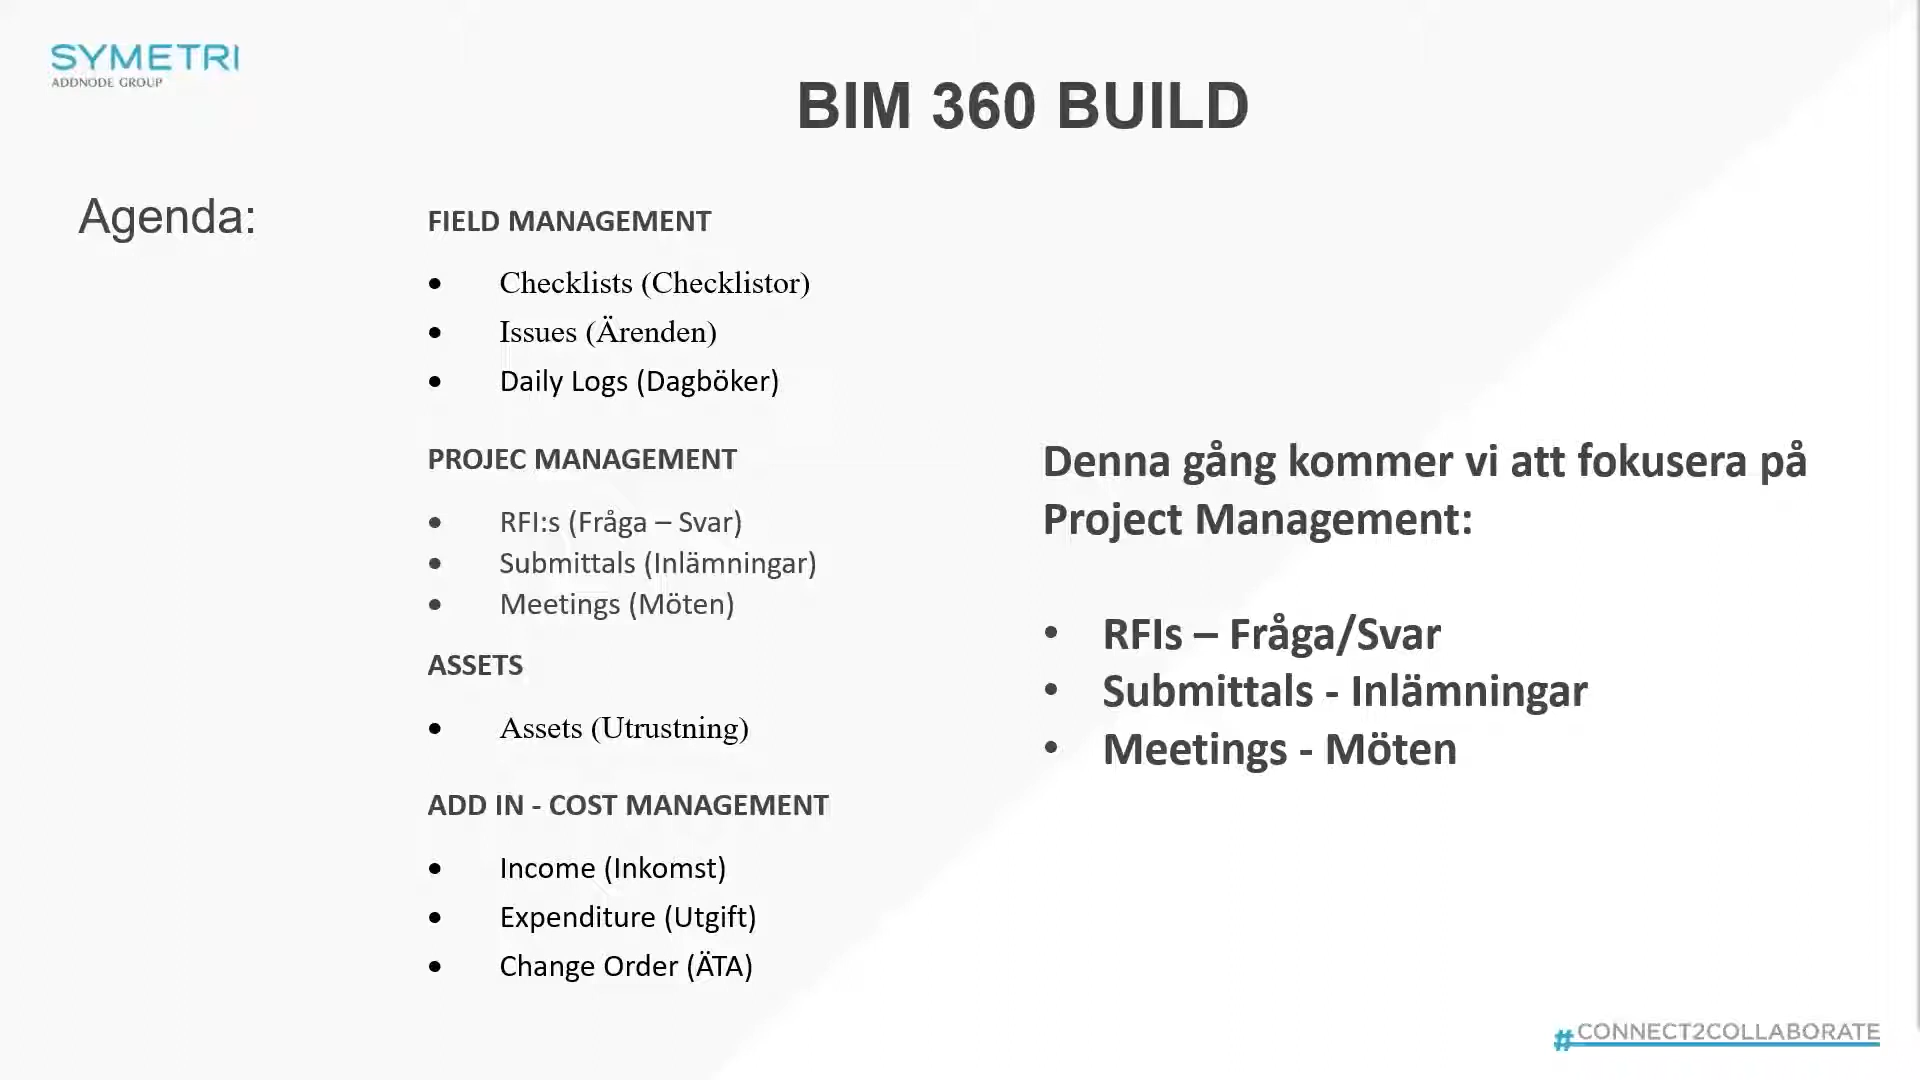 SYMETRI
ADDNODE GROUP
BIM 360 BUILD
Agenda:
FIELD MANAGEMENT
• Checklists (Checklistor)
• Issues (Ärenden)
• Daily Logs (Dagböker)
PROJEC MANAGEMENT
• RFI:s (Fråga – Svar)
• Submittals (Inlämningar)
• Meetings (Möten)
ASSETS
• Assets (Utrustning)
ADD IN - COST MANAGEMENT
• Income (Inkomst)
• Expenditure (Utgift)
• Change Order (ÄTA)
Denna gång kommer vi att fokusera på
Project Management:
• RFIs – Fråga/Svar
• Submittals - Inlämningar
• Meetings - Möten
#CONNECT2COLLABORATE